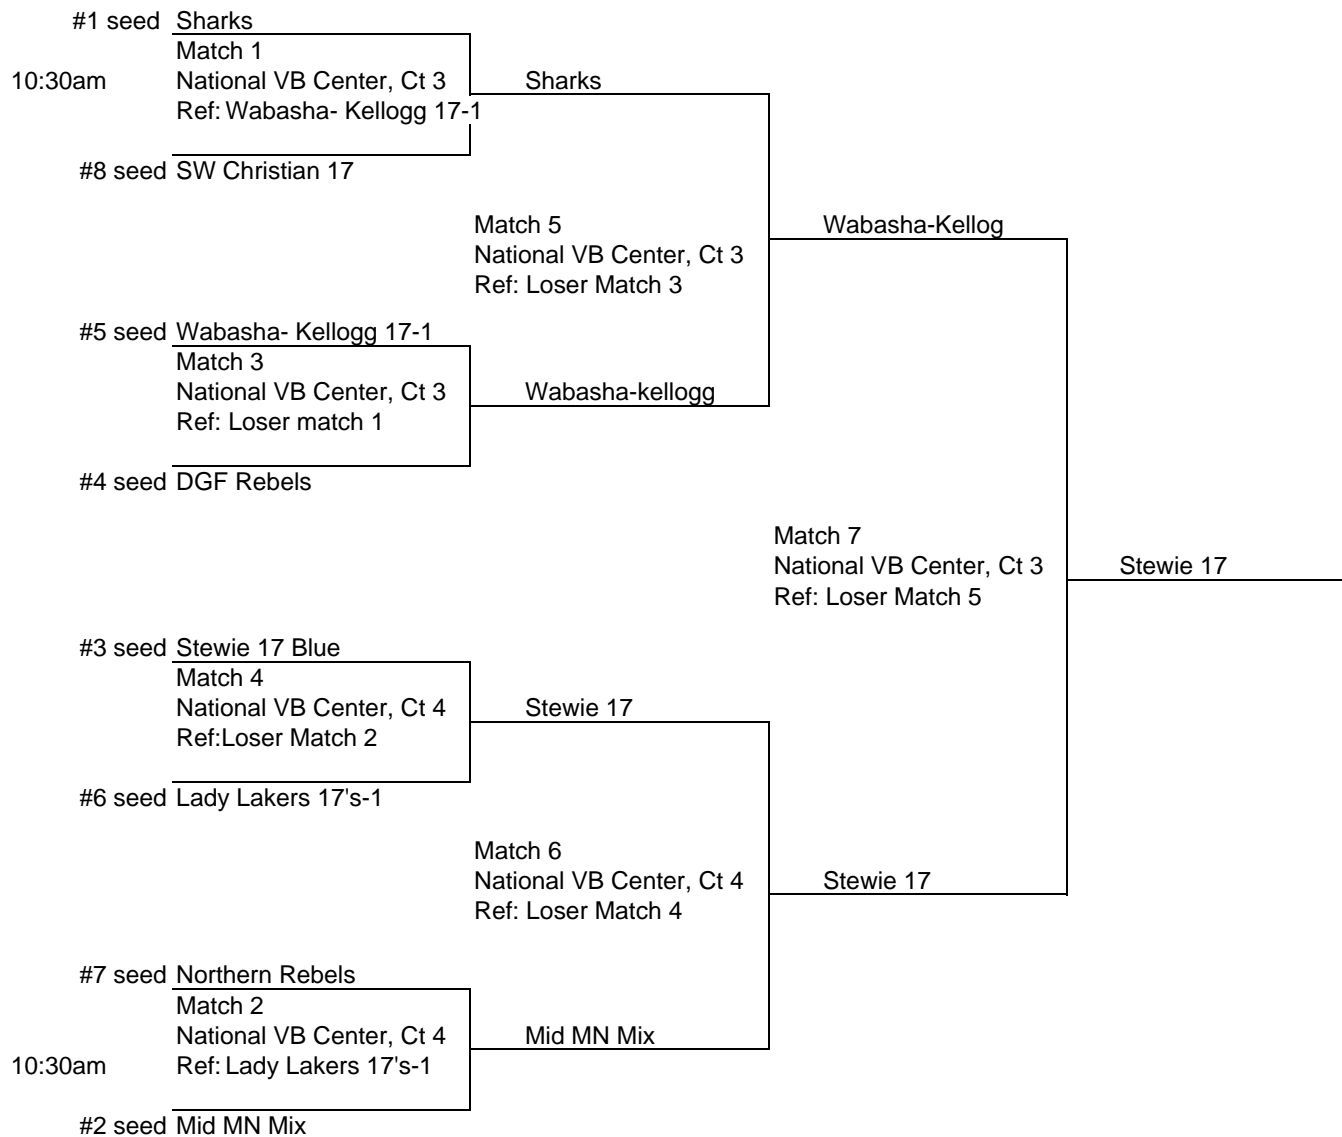 #1 seed Sharks
Match 1
10:30am National VB Center, Ct 3 Sharks
Ref: Wabasha- Kellogg 17-1
#8 seed SW Christian 17
Match 5 Wabasha-Kellog
National VB Center, Ct 3
Ref: Loser Match 3
#5 seed Wabasha- Kellogg 17-1
Match 3
National VB Center, Ct 3 Wabasha-kellogg
Ref: Loser match 1
#4 seed DGF Rebels
Match 7
National VB Center, Ct 3 Stewie 17
Ref: Loser Match 5
#3 seed Stewie 17 Blue
Match 4
National VB Center, Ct 4 Stewie 17
Ref:Loser Match 2
#6 seed Lady Lakers 17's-1
Match 6
National VB Center, Ct 4 Stewie 17
Ref: Loser Match 4
#7 seed Northern Rebels
Match 2
National VB Center, Ct 4 Mid MN Mix
10:30am Ref: Lady Lakers 17's-1
#2 seed Mid MN Mix